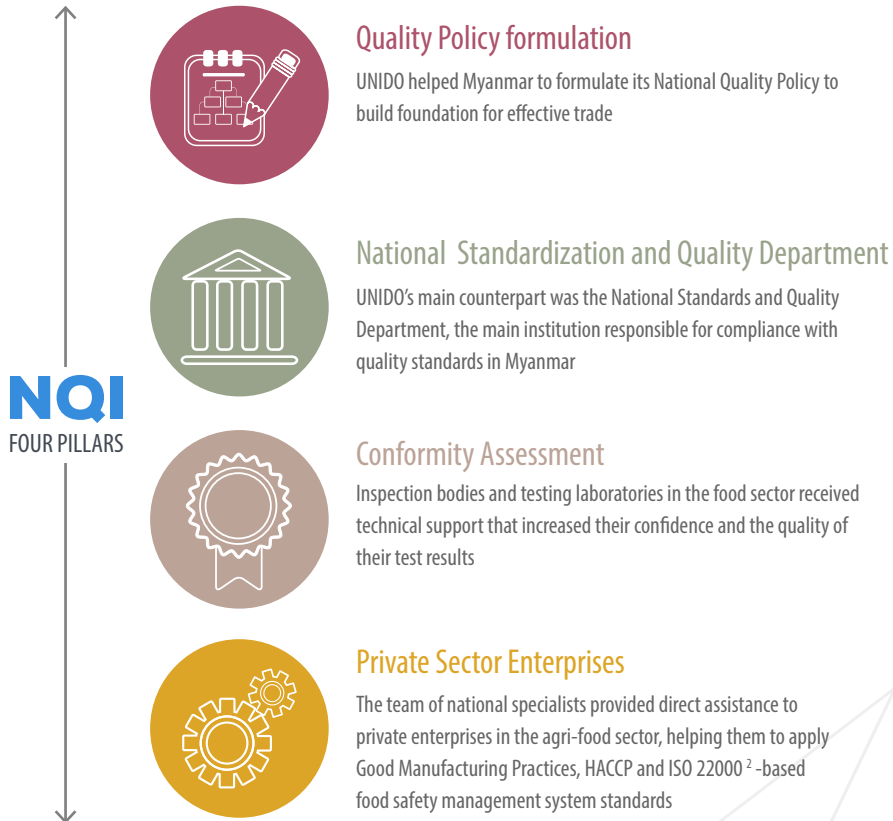 NQI
FOUR PILLARS
Quality Policy formulation
UNIDO helped Myanmar to formulate its National Quality Policy to
build foundation for effective trade
National Standardization and Quality Department
UNIDO’s main counterpart was the National Standards and Quality
Department, the main institution responsible for compliance with
quality standards in Myanmar
Conformity Assessment
Inspection bodies and testing laboratories in the food sector received
technical support that increased their confidence and the quality of
their test results
Private Sector Enterprises
The team of national specialists provided direct assistance to
private enterprises in the agri-food sector, helping them to apply
Good Manufacturing Practices, HACCP and ISO 22000 ² -based
food safety management system standards